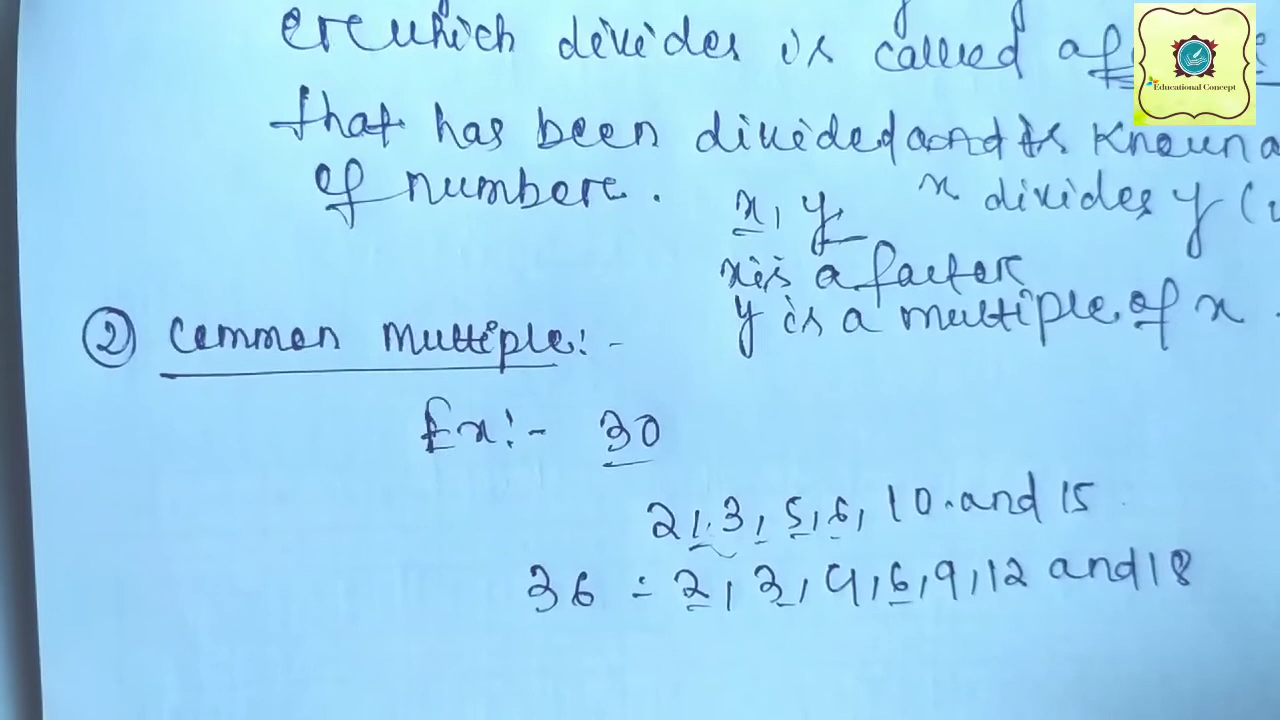 ere which divides is called a f
that has been divided and is known a
of numbere.
x, y
x divides y (
x is a factor
y is a multiple of x.
② common multiple:-
Ex:- 30
2, 3, 5, 6, 10 and 15
36 = 2, 3, 4, 6, 9, 12 and 18
Educational Concept